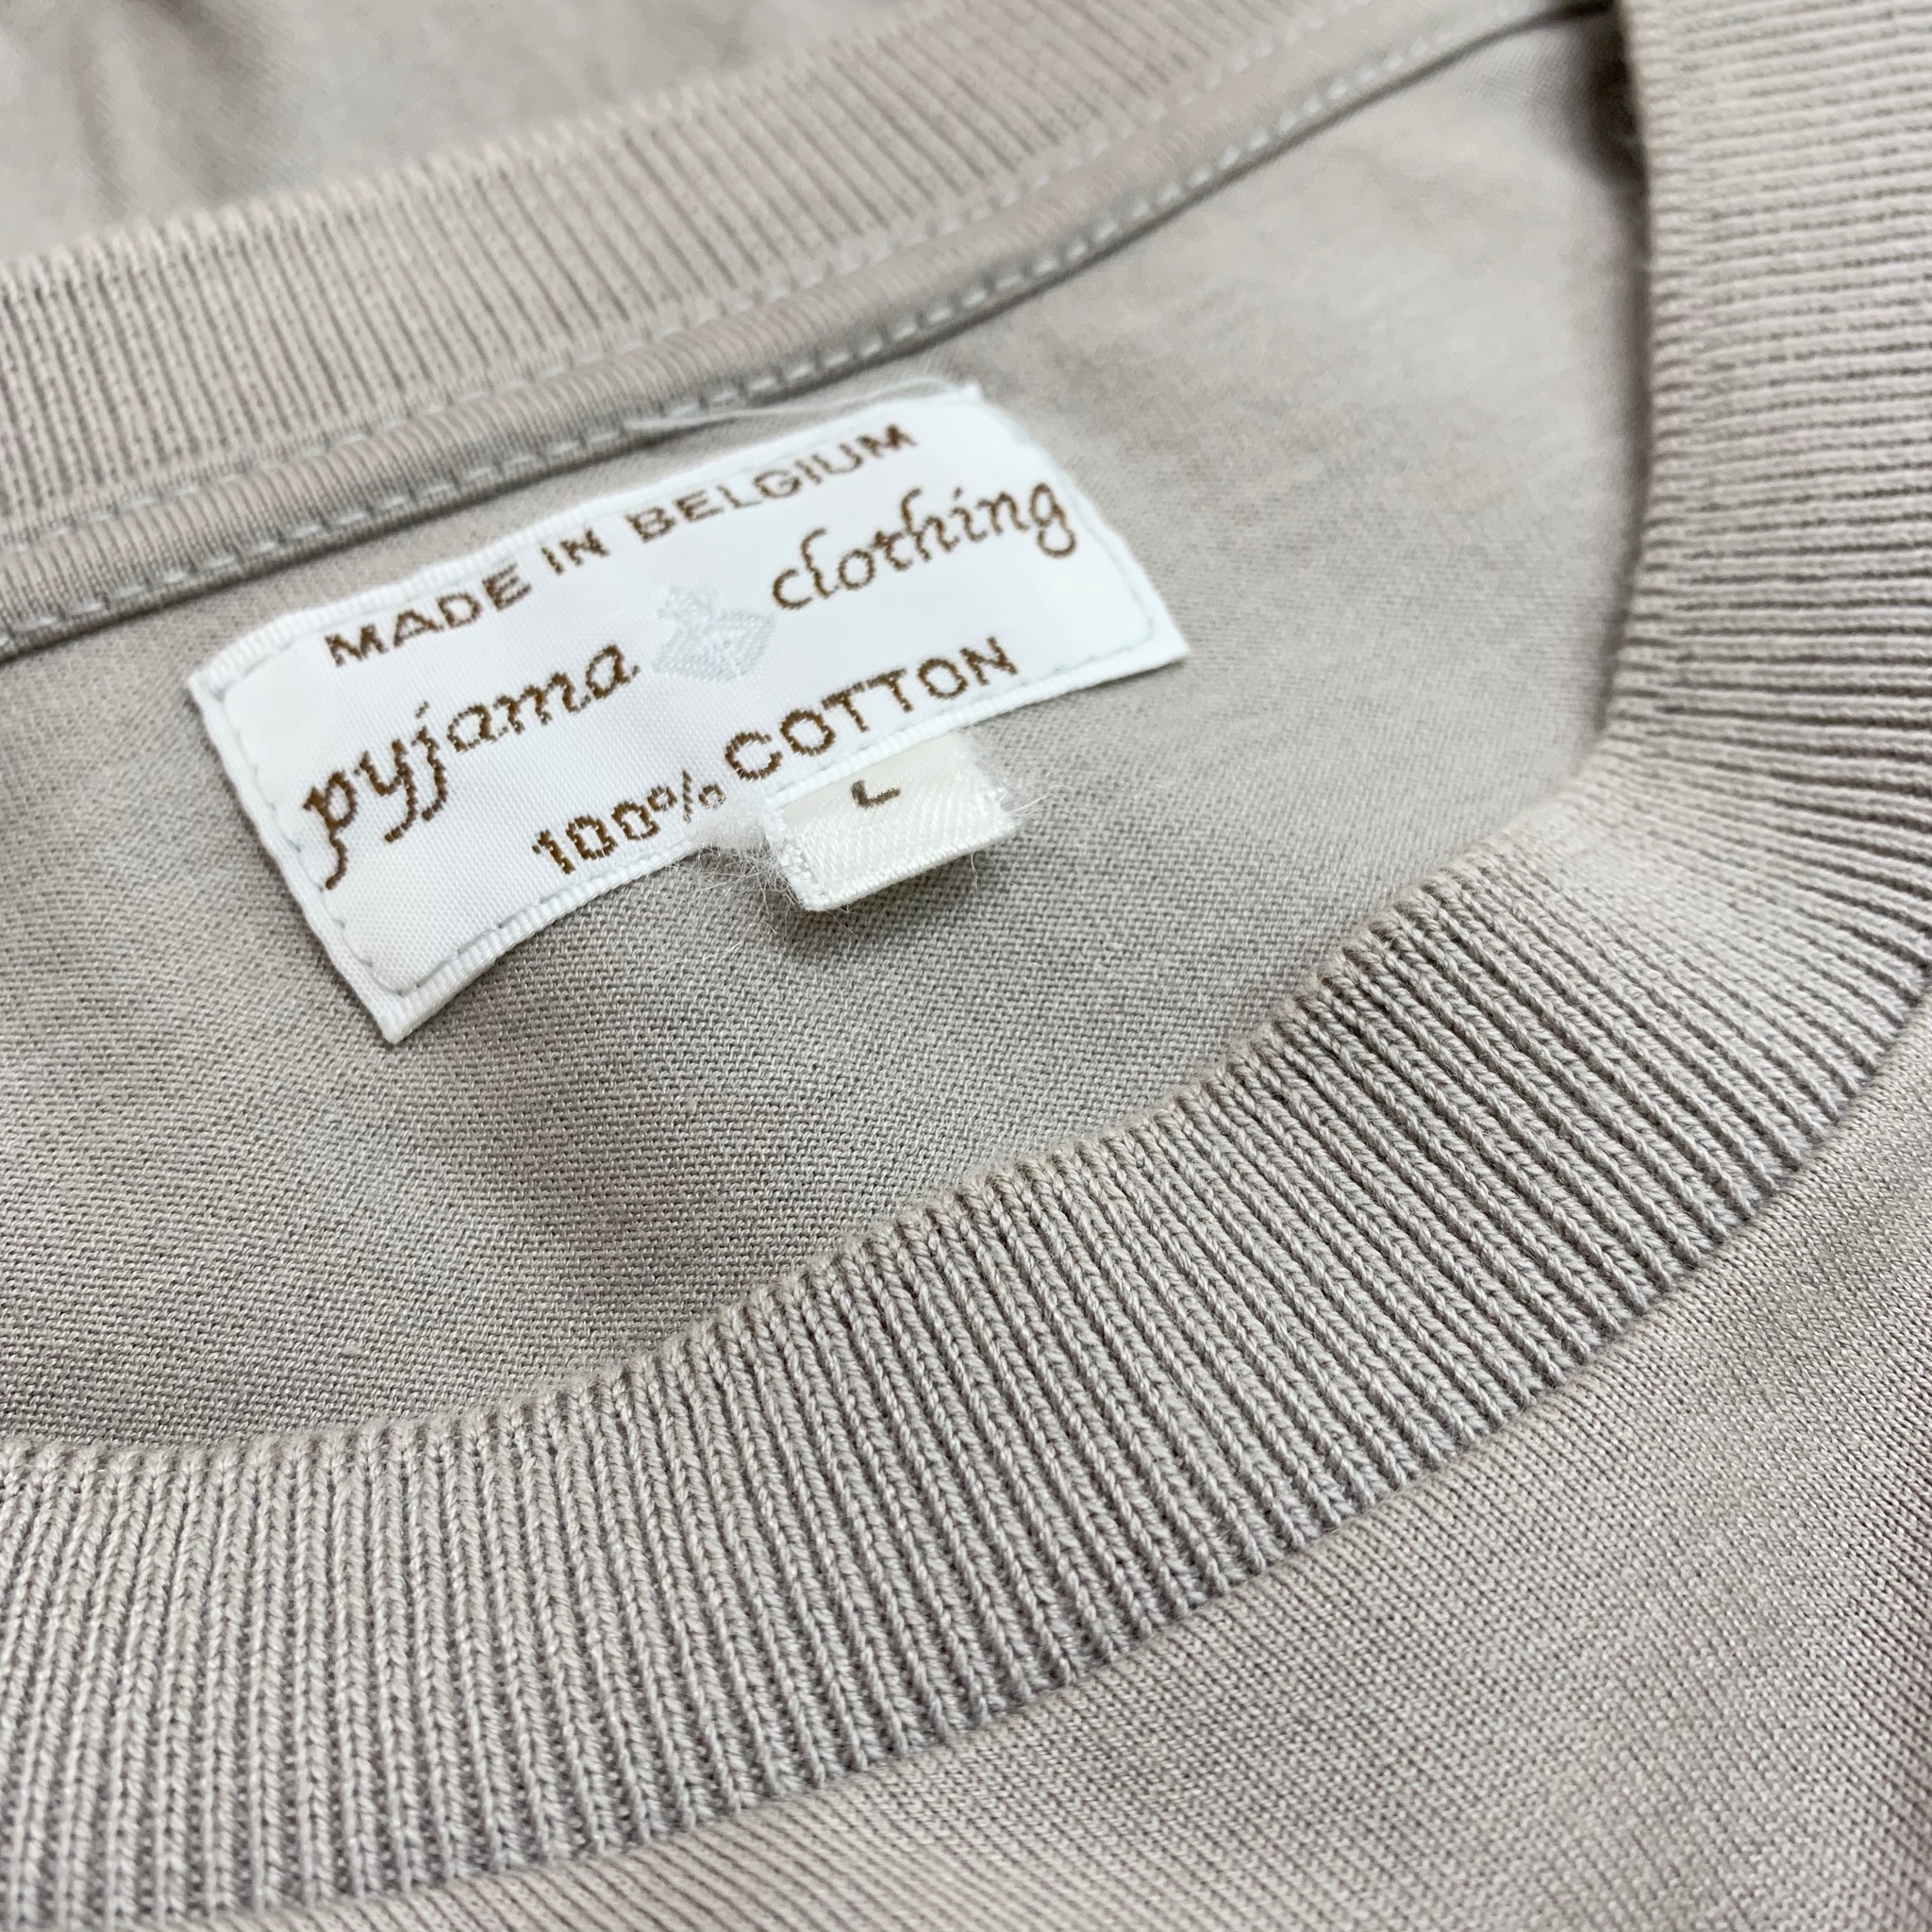 MADE IN BELGIUM
pyjama clothing
100% COTTON
L